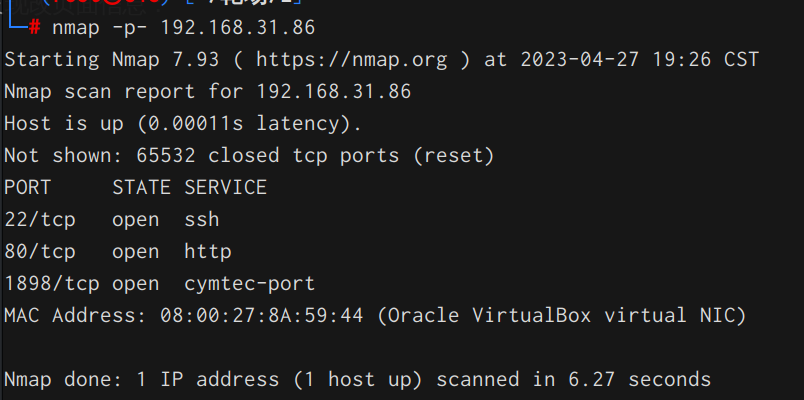 # nmap -p- 192.168.31.86
Starting Nmap 7.93 ( https://nmap.org ) at 2023-04-27 19:26 CST
Nmap scan report for 192.168.31.86
Host is up (0.00011s latency).
Not shown: 65532 closed tcp ports (reset)
PORT     STATE SERVICE
22/tcp   open  ssh
80/tcp   open  http
1898/tcp open  cymtec-port
MAC Address: 08:00:27:8A:59:44 (Oracle VirtualBox virtual NIC)
Nmap done: 1 IP address (1 host up) scanned in 6.27 seconds